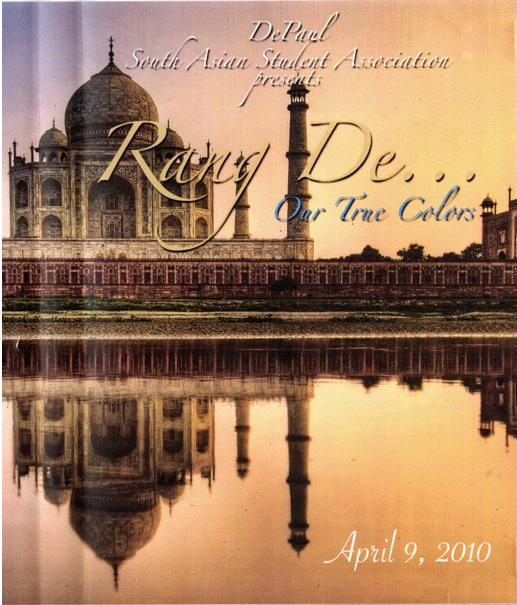 DePaul
South Asian Student Association
presents
Rang De...
Our True Colors
April 9, 2010